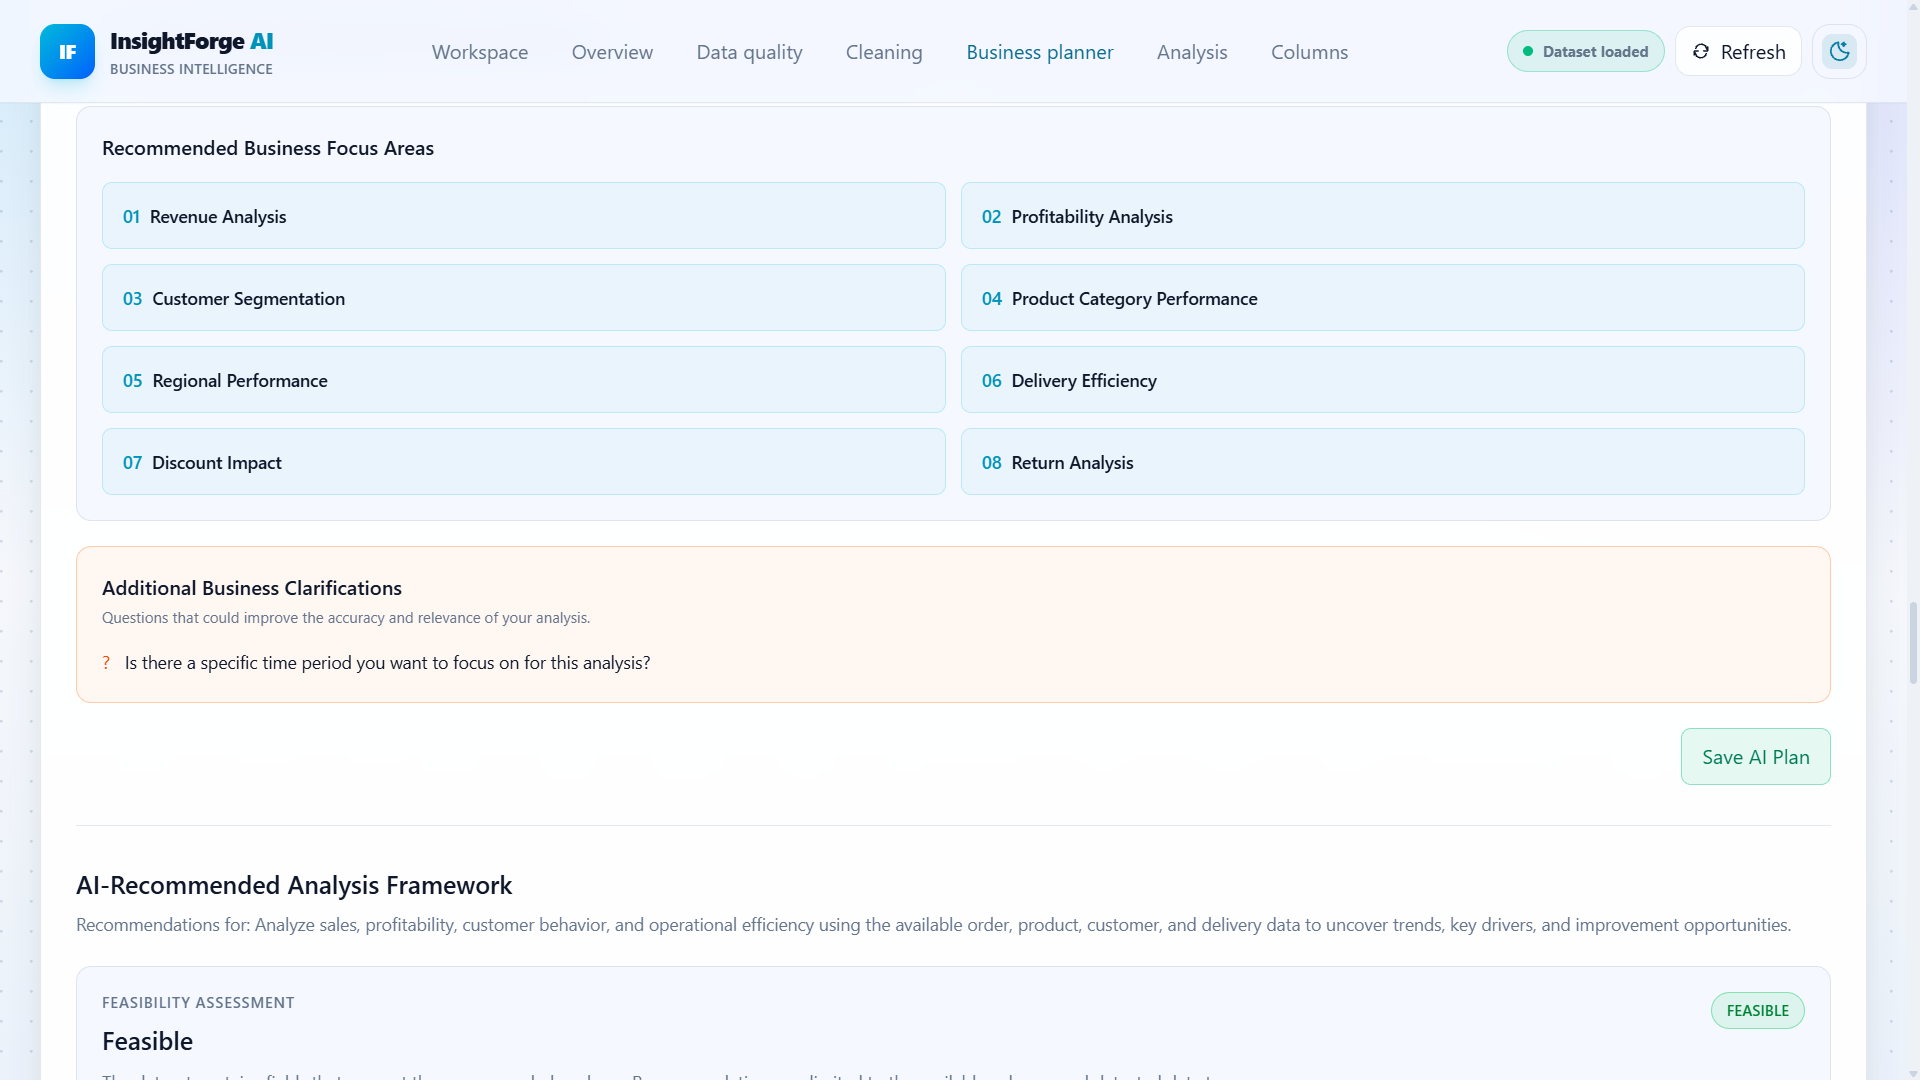 IF
InsightForge AI
BUSINESS INTELLIGENCE
Workspace
Overview
Data quality
Cleaning
Business planner
Analysis
Columns
Dataset loaded
Refresh
Recommended Business Focus Areas
01 Revenue Analysis
02 Profitability Analysis
03 Customer Segmentation
04 Product Category Performance
05 Regional Performance
06 Delivery Efficiency
07 Discount Impact
08 Return Analysis
Additional Business Clarifications
Questions that could improve the accuracy and relevance of your analysis.
? Is there a specific time period you want to focus on for this analysis?
Save AI Plan
AI-Recommended Analysis Framework
Recommendations for: Analyze sales, profitability, customer behavior, and operational efficiency using the available order, product, customer, and delivery data to uncover trends, key drivers, and improvement opportunities.
FEASIBILITY ASSESSMENT
FEASIBLE
Feasible